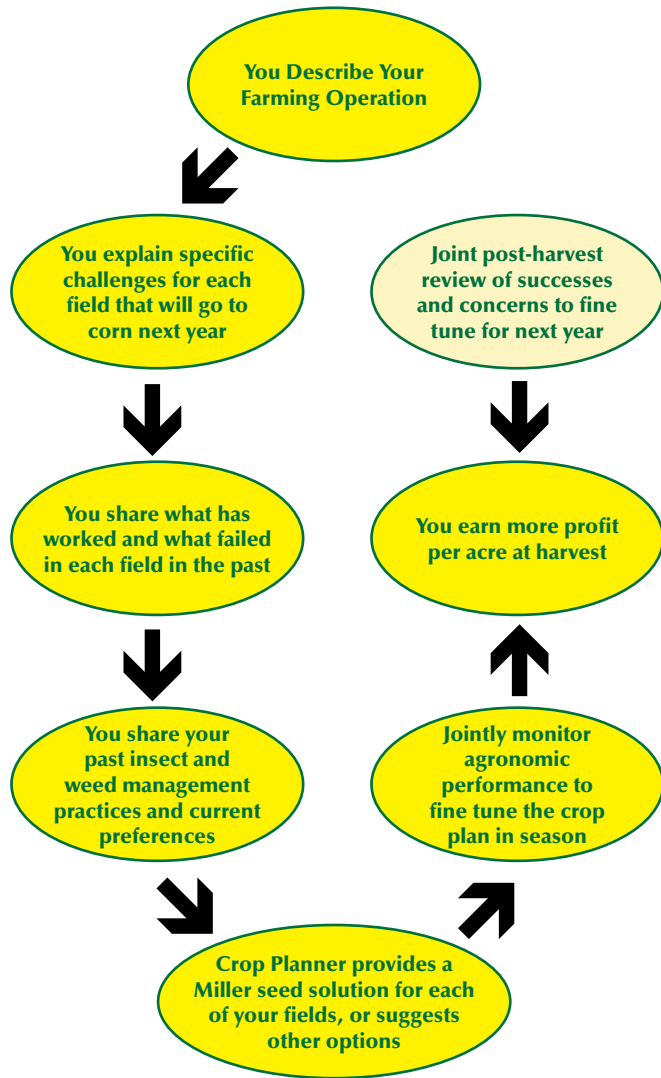 You Describe Your
Farming Operation
You explain specific
challenges for each
field that will go to
corn next year
You share what has
worked and what failed
in each field in the past
You share your
past insect and
weed management
practices and current
preferences
Crop Planner provides a
Miller seed solution for each
of your fields, or suggests
other options
Jointly monitor
agronomic
performance to
fine tune the crop
plan in season
You earn more profit
per acre at harvest
Joint post-harvest
review of successes
and concerns to fine
tune for next year